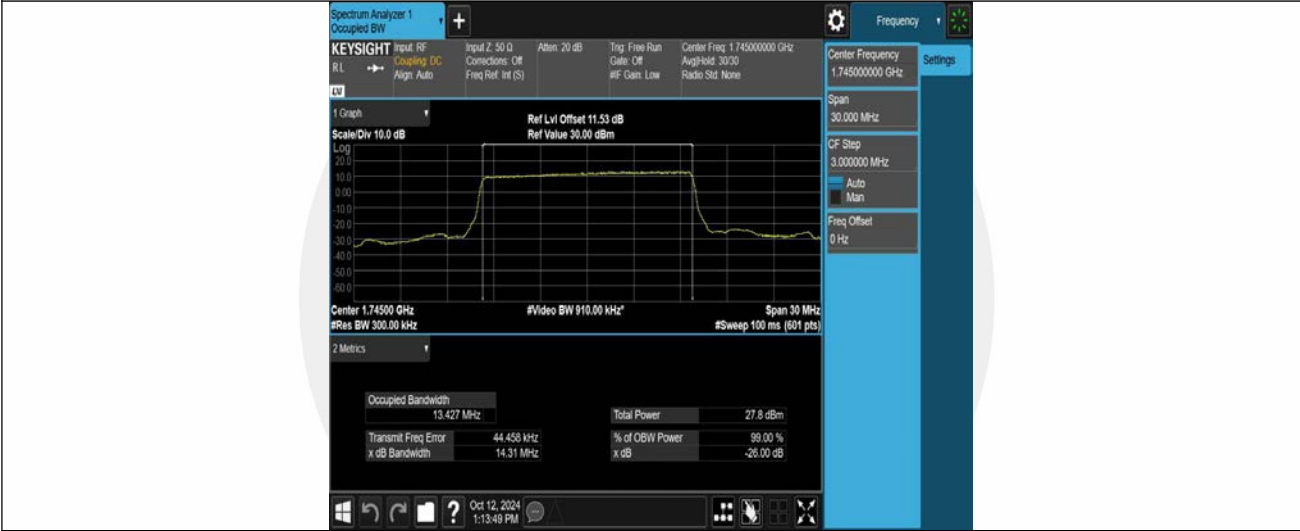 Spectrum Analyzer 1
Occupied BW
+
Frequency
KEYSIGHT
RL
LV
Input: RF
Coupling: DC
Align: Auto
Input Z: 50 Ω
Corrections: Off
Freq Ref: Int (S)
Atten: 20 dB
Trig: Free Run
Gate: Off
#IF Gain: Low
Center Freq: 1.745000000 GHz
Avg|Hold: 30/30
Radio Std: None
Center Frequency
1.745000000 GHz
Settings
Span
30.000 MHz
CF Step
3.000000 MHz
Auto
Man
Freq Offset
0 Hz
1 Graph
Scale/Div 10.0 dB
Ref Lvl Offset 11.53 dB
Ref Value 30.00 dBm
Log
20.0
10.0
0.00
-10.0
-20.0
-30.0
-40.0
-50.0
-60.0
Center 1.74500 GHz
#Video BW 910.00 kHz*
Span 30 MHz
#Res BW 300.00 kHz
#Sweep 100 ms (601 pts)
2 Metrics
Occupied Bandwidth
13.427 MHz
Total Power 27.8 dBm
Transmit Freq Error 44.458 kHz
% of OBW Power 99.00 %
x dB Bandwidth 14.31 MHz
x dB -26.00 dB
?
Oct 12, 2024
1:13:49 PM